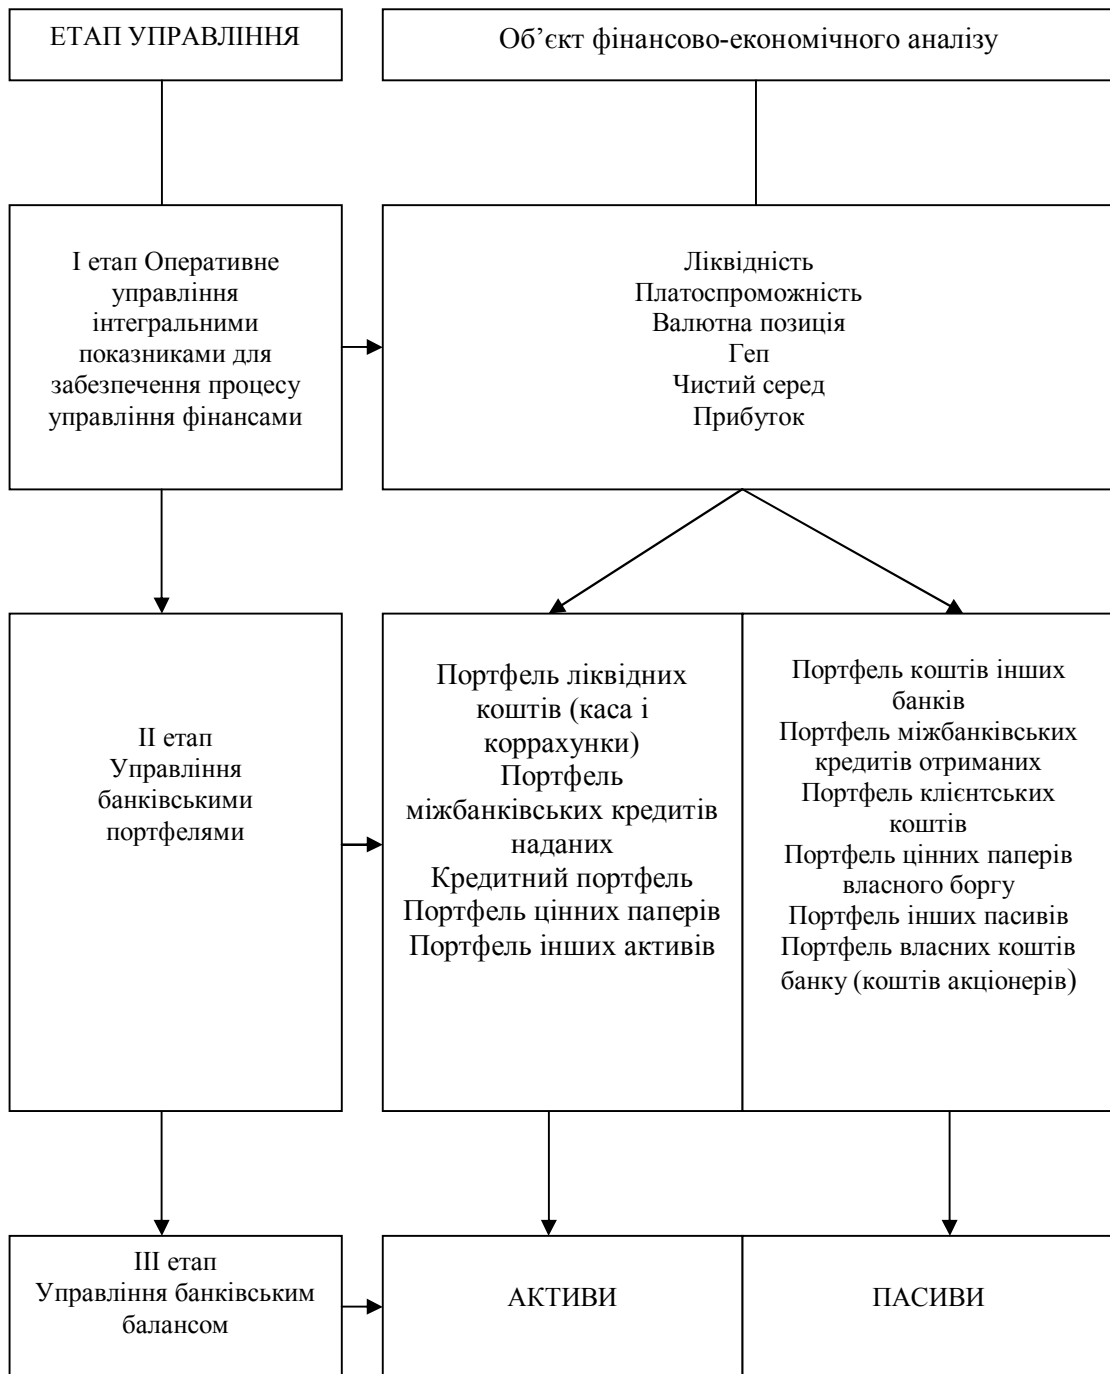 ЕТАП УПРАВЛІННЯ
Об’єкт фінансово-економічного аналізу
І етап Оперативне
управління
інтегральними
показниками для
забезпечення процесу
управління фінансами
Ліквідність
Платоспроможність
Валютна позиція
Геп
Чистий серед
Прибуток
ІІ етап
Управління
банківськими
портфелями
Портфель ліквідних
коштів (каса і
коррахунки)
Портфель
міжбанківських кредитів
наданих
Кредитний портфель
Портфель цінних паперів
Портфель інших активів
Портфель коштів інших
банків
Портфель міжбанківських
кредитів отриманих
Портфель клієнтських
коштів
Портфель цінних паперів
власного боргу
Портфель інших пасивів
Портфель власних коштів
банку (коштів акціонерів)
ІІІ етап
Управління банківським
балансом
АКТИВИ
ПАСИВИ